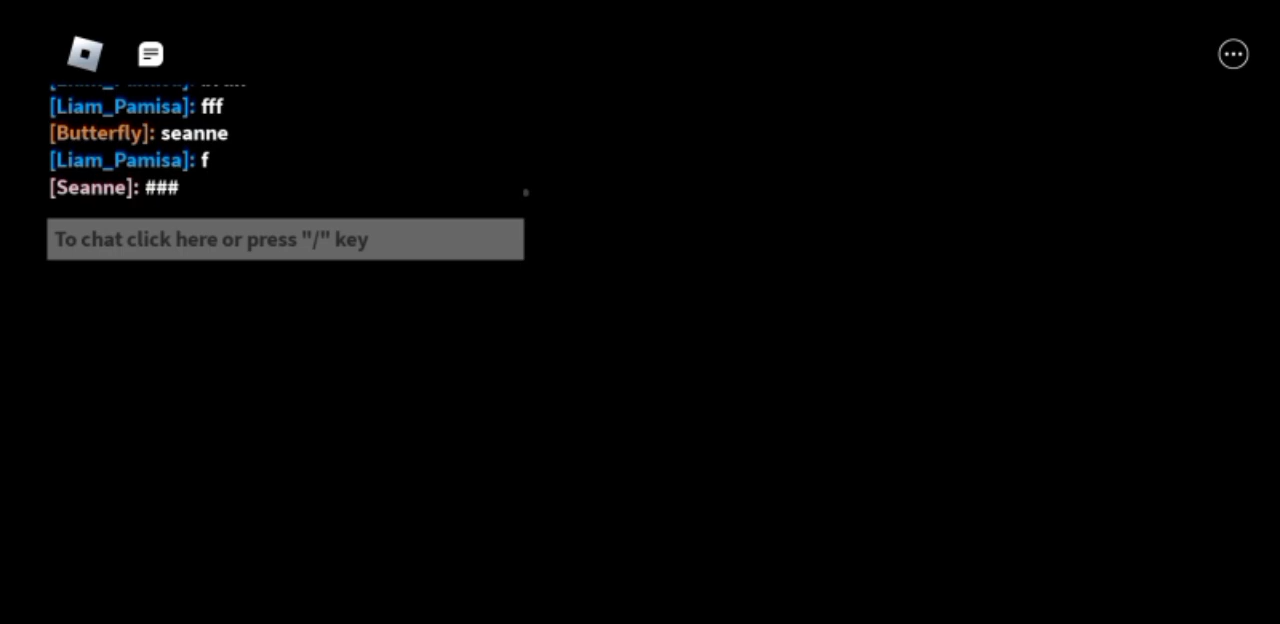 [Liam_Pamisa]: fff
[Butterfly]: seanne
[Liam_Pamisa]: f
[Seanne]: ###
To chat click here or press "/" key